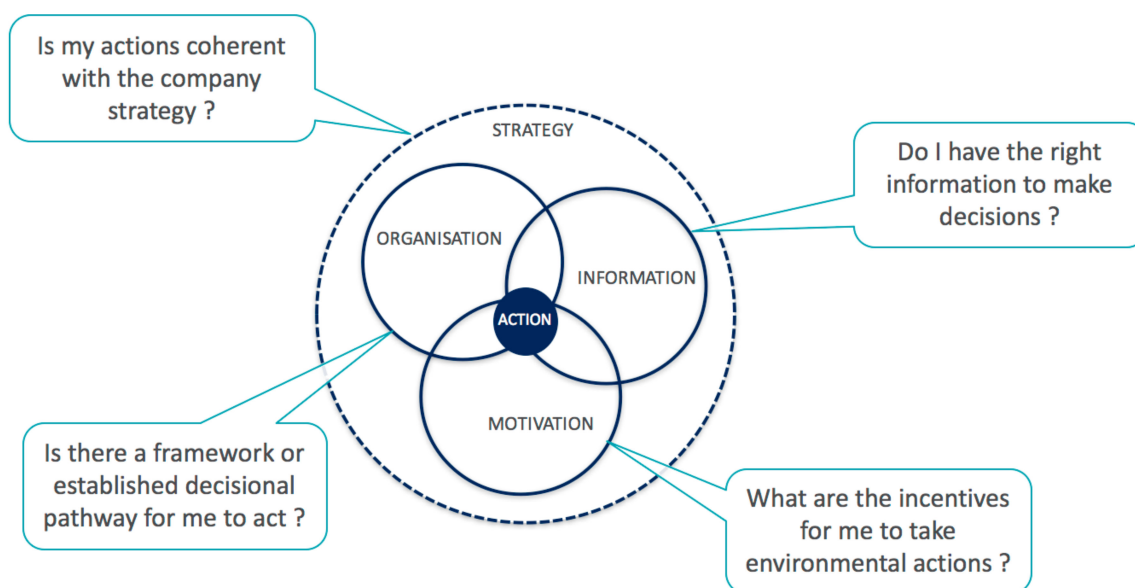 Is my actions coherent
with the company
strategy ?
STRATEGY
Do I have the right
information to make
decisions ?
ORGANISATION
INFORMATION
ACTION
MOTIVATION
Is there a framework or
established decisional
pathway for me to act ?
What are the incentives
for me to take
environmental actions ?